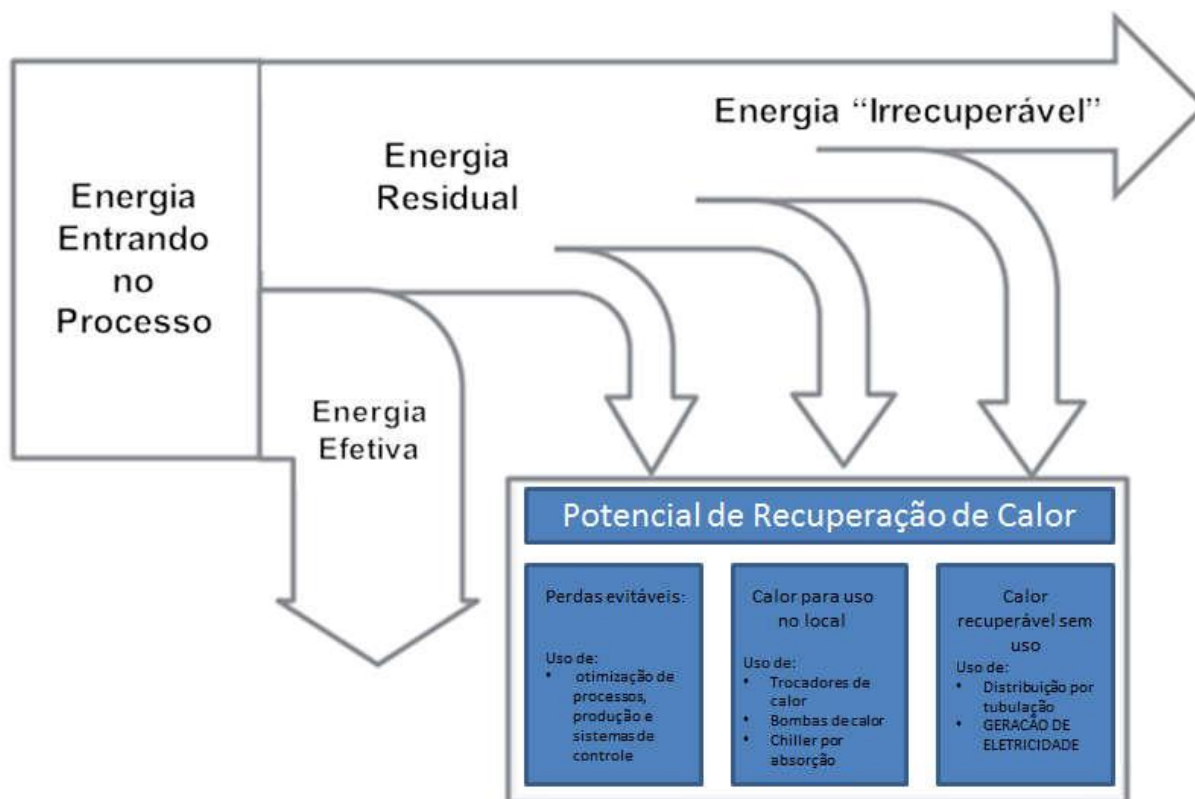 Energia
Entrando
no
Processo
Energia
Residual
Energia “Irrecuperável”
Energia
Efetiva
Potencial de Recuperação de Calor
Perdas evitáveis:
Uso de:
• otimização de
processos,
produção e
sistemas de
controle
Calor para uso
no local
Uso de:
• Trocadores de
calor
• Bombas de calor
• Chiller por
absorção
Calor
recuperável sem
uso
Uso de:
• Distribuição por
tubulação
• GERACÃO DE
ELETRICIDADE